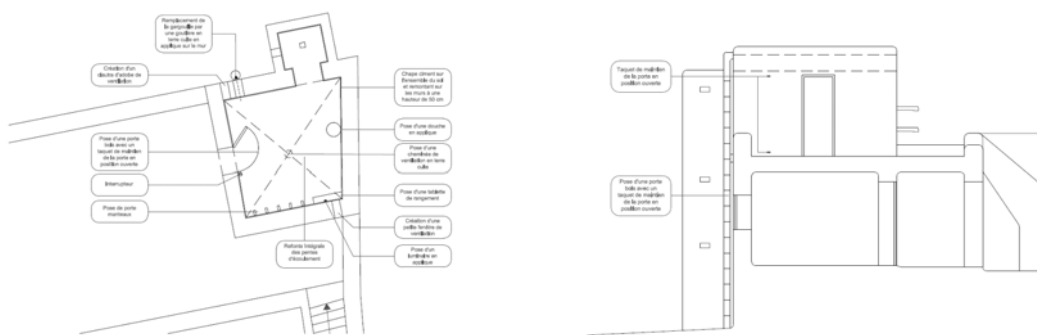 Remplacement de
la gargouille par
une gouttière en
terre cuite en
applique sur le mur
Création d'un
claustra d'adobe de
ventilation
Chape ciment sur
l'ensemble du sol
et remontant sur
les murs à une
hauteur de 50 cm
Pose d'une douche
en applique
Pose d'une porte
bois avec un
taquet de maintien
de la porte en
position ouverte
Pose d'une
cheminée de
ventilation en terre
cuite
Interrupteur
Pose d'une tablette
de rangement
Pose de porte
manteaux
Création d'une
petite fenêtre de
ventilation
Refonte intégrale
des pentes
d'écoulement
Pose d'un
luminaire en
applique
Taquet de maintien
de la porte en
position ouverte
Pose d'une porte
bois avec un
taquet de maintien
de la porte en
position ouverte